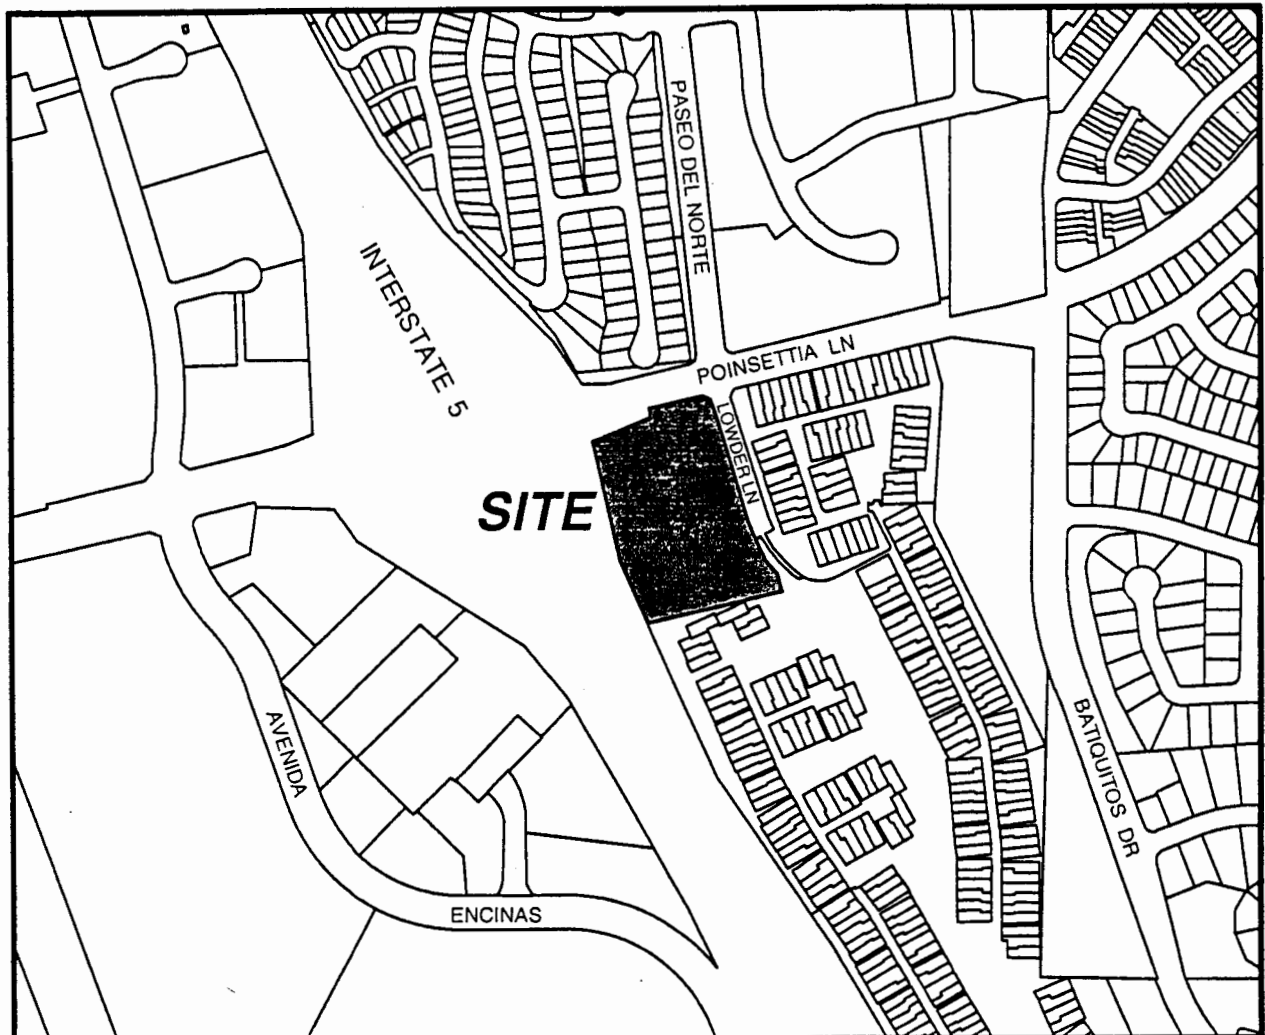 PASEO DEL NORTE
INTERSTATE 5
POINSETTIA LN
LOWDER LN
SITE
AVENIDA
BATIQUITOS DR
ENCINAS